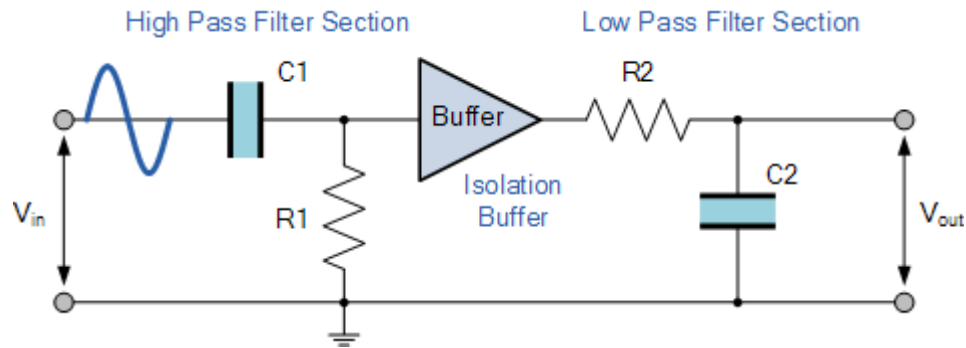 High Pass Filter Section
Low Pass Filter Section
C1
R2
Buffer
Isolation
Buffer
C2
R1
Vin
Vout